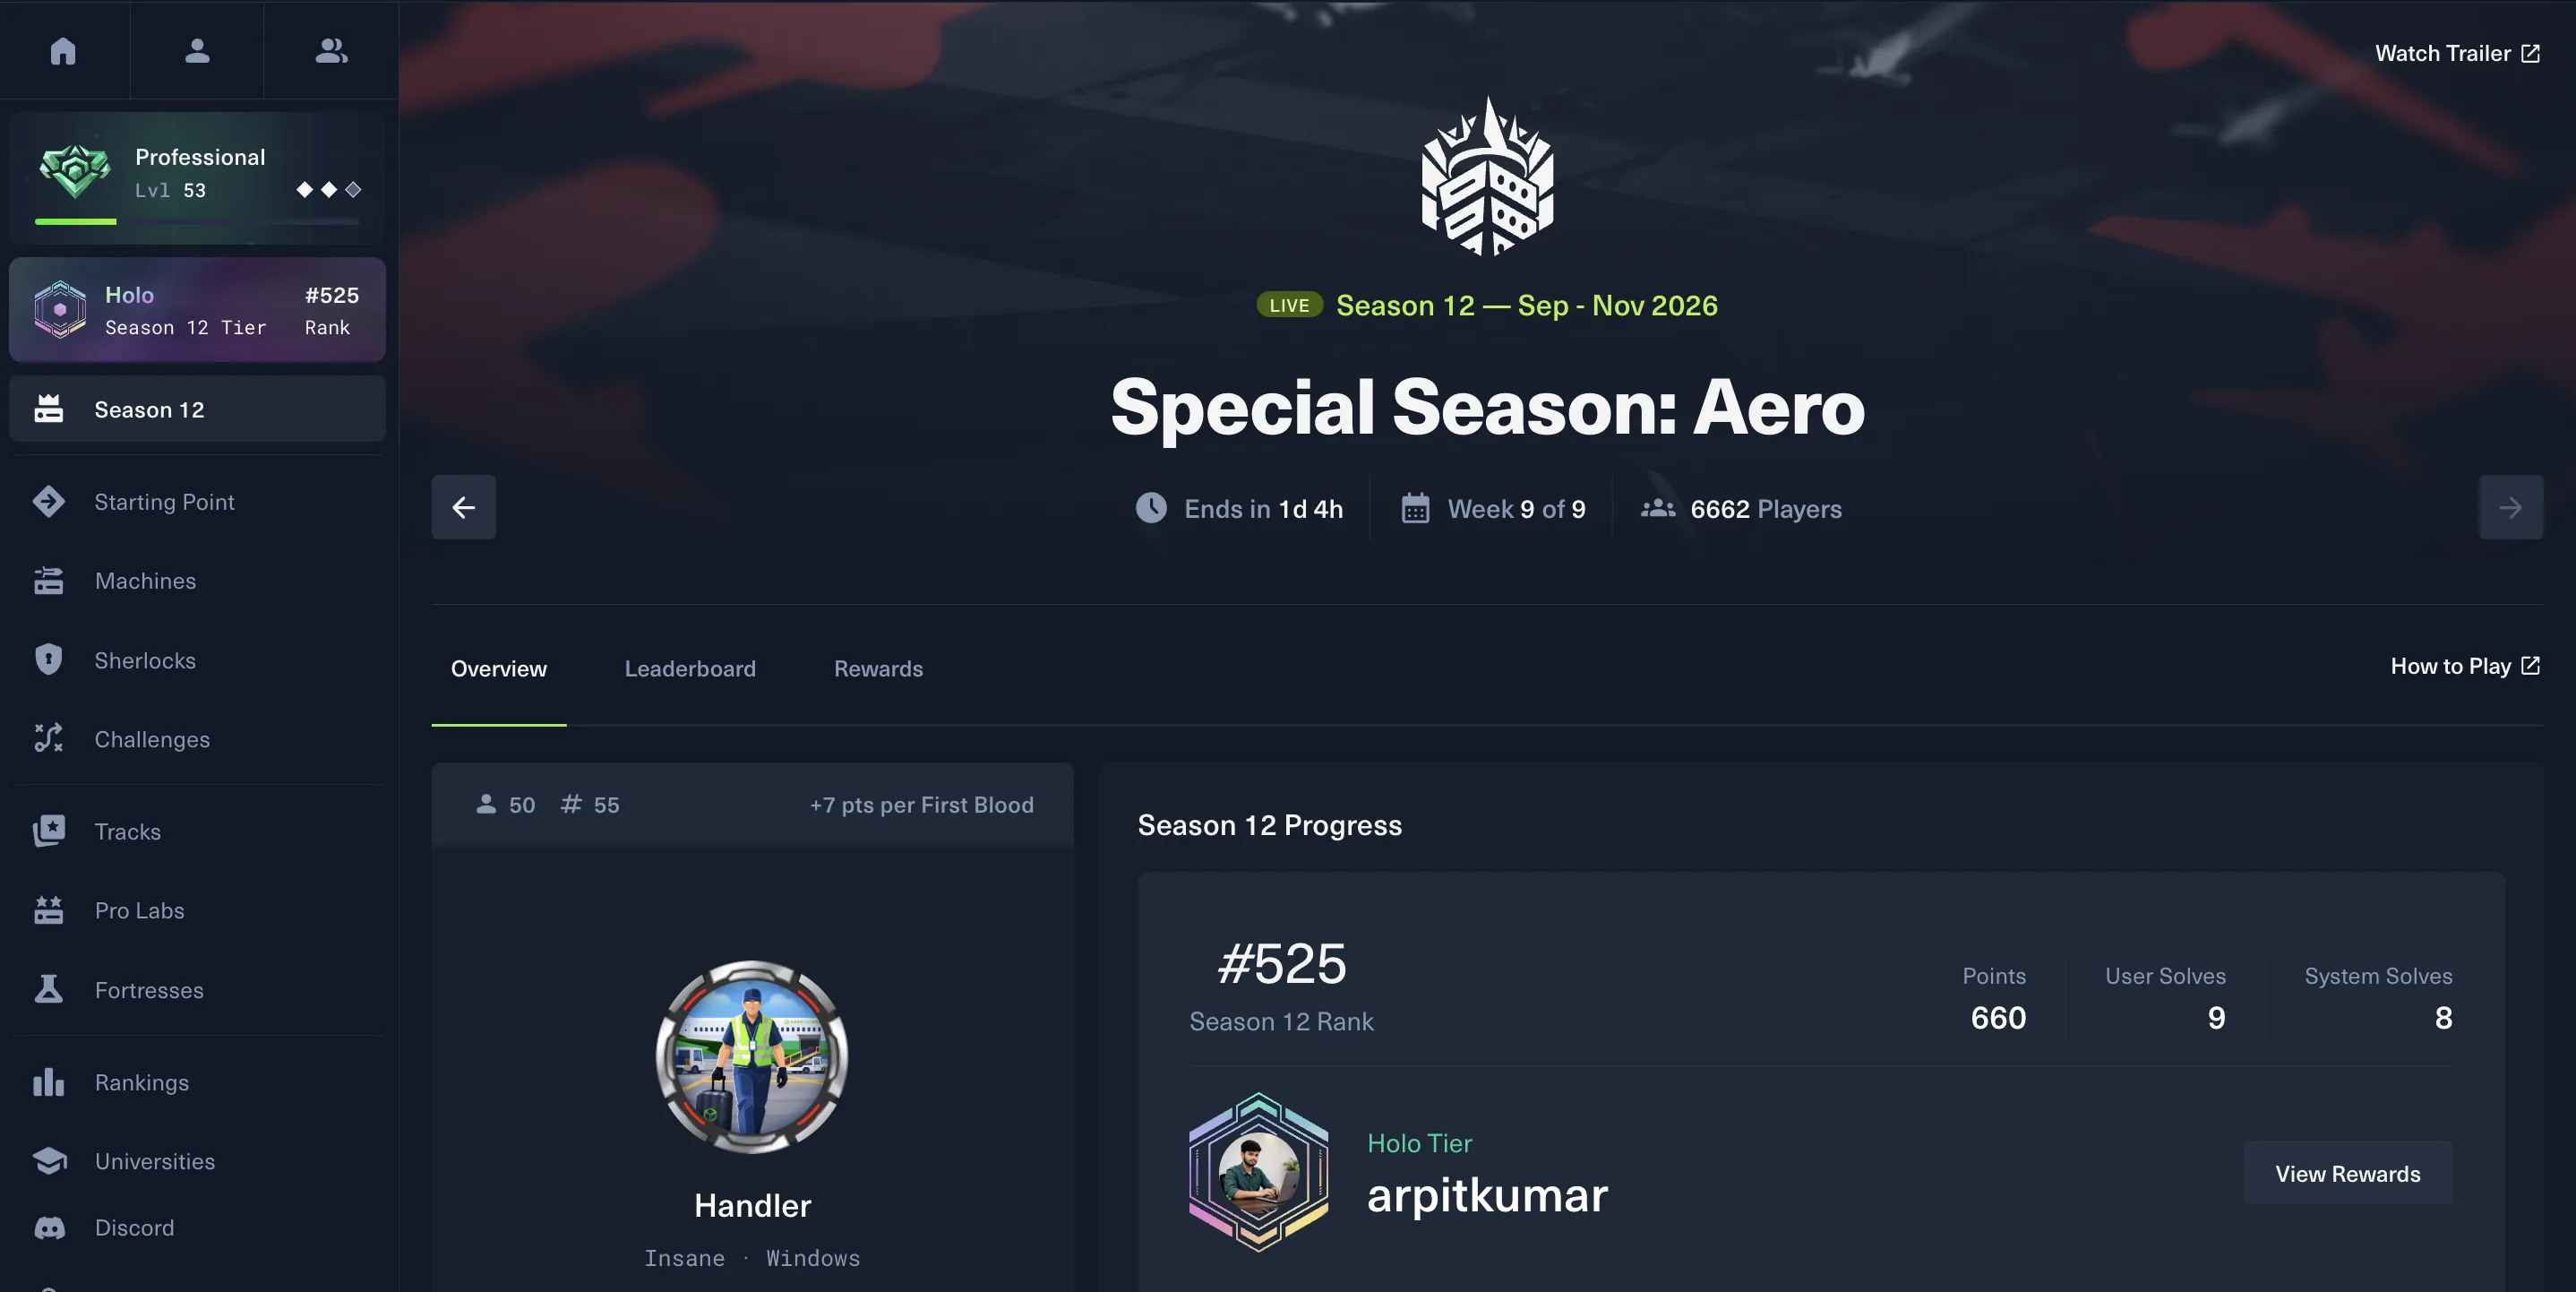 Watch Trailer
Professional
Lvl 53
Holo
#525
Season 12 Tier
Rank
Season 12
Starting Point
Machines
Sherlocks
Challenges
Tracks
Pro Labs
Fortresses
Rankings
Universities
Discord
LIVE
Season 12 — Sep - Nov 2026
Special Season: Aero
Ends in 1d 4h
Week 9 of 9
6662 Players
Overview
Leaderboard
Rewards
How to Play
50
# 55
+7 pts per First Blood
Handler
Insane · Windows
Season 12 Progress
#525
Season 12 Rank
Points
660
User Solves
9
System Solves
8
Holo Tier
arpitkumar
View Rewards